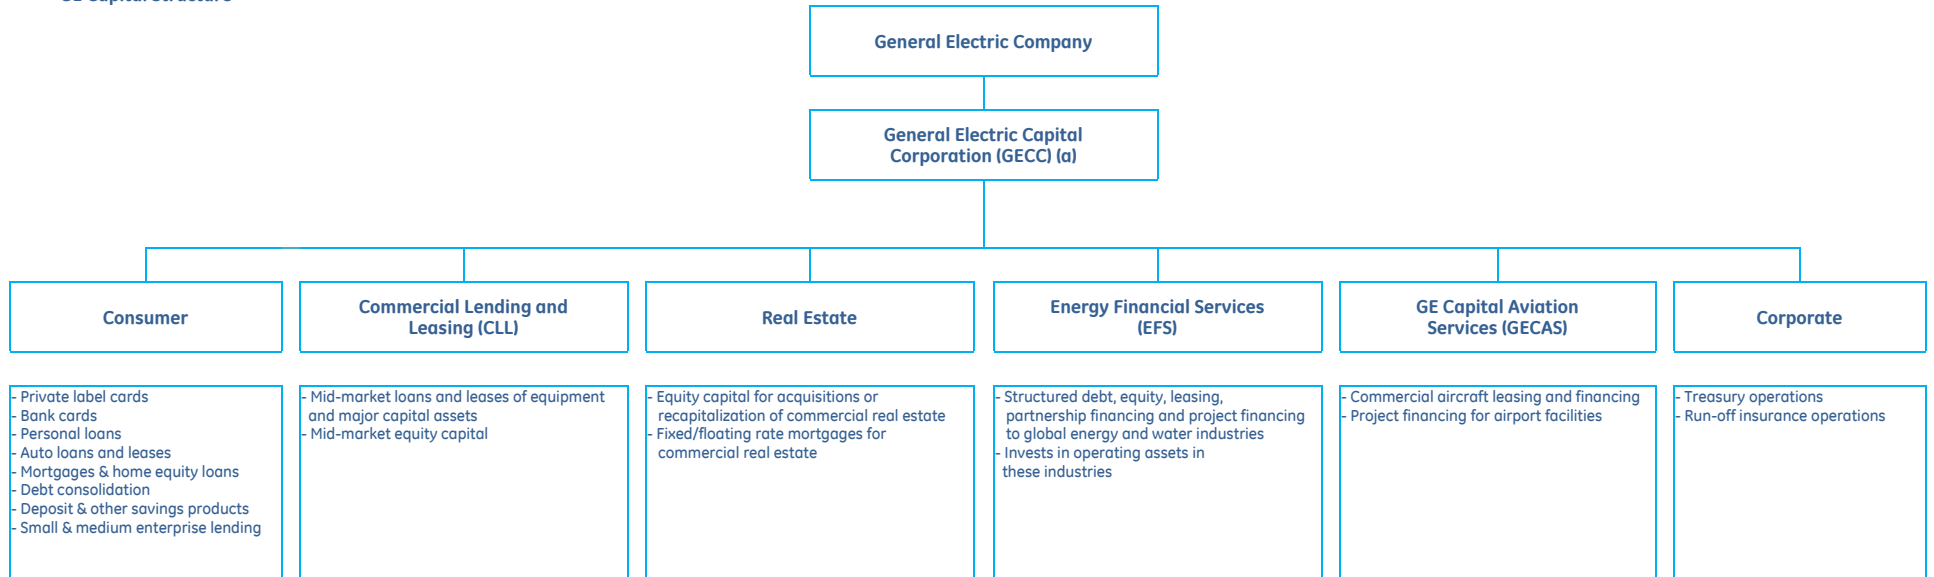 GE Capital Structure
General Electric Company
General Electric Capital
Corporation (GECC) (a)
Consumer
Commercial Lending and
Leasing (CLL)
Real Estate
Energy Financial Services
(EFS)
GE Capital Aviation
Services (GECAS)
Corporate
- Private label cards
- Bank cards
- Personal loans
- Auto loans and leases
- Mortgages & home equity loans
- Debt consolidation
- Deposit & other savings products
- Small & medium enterprise lending
- Mid-market loans and leases of equipment
and major capital assets
- Mid-market equity capital
- Equity capital for acquisitions or
recapitalization of commercial real estate
- Fixed/floating rate mortgages for
commercial real estate
- Structured debt, equity, leasing,
partnership financing and project financing
to global energy and water industries
- Invests in operating assets in
these industries
- Commercial aircraft leasing and financing
- Project financing for airport facilities
- Treasury operations
- Run-off insurance operations